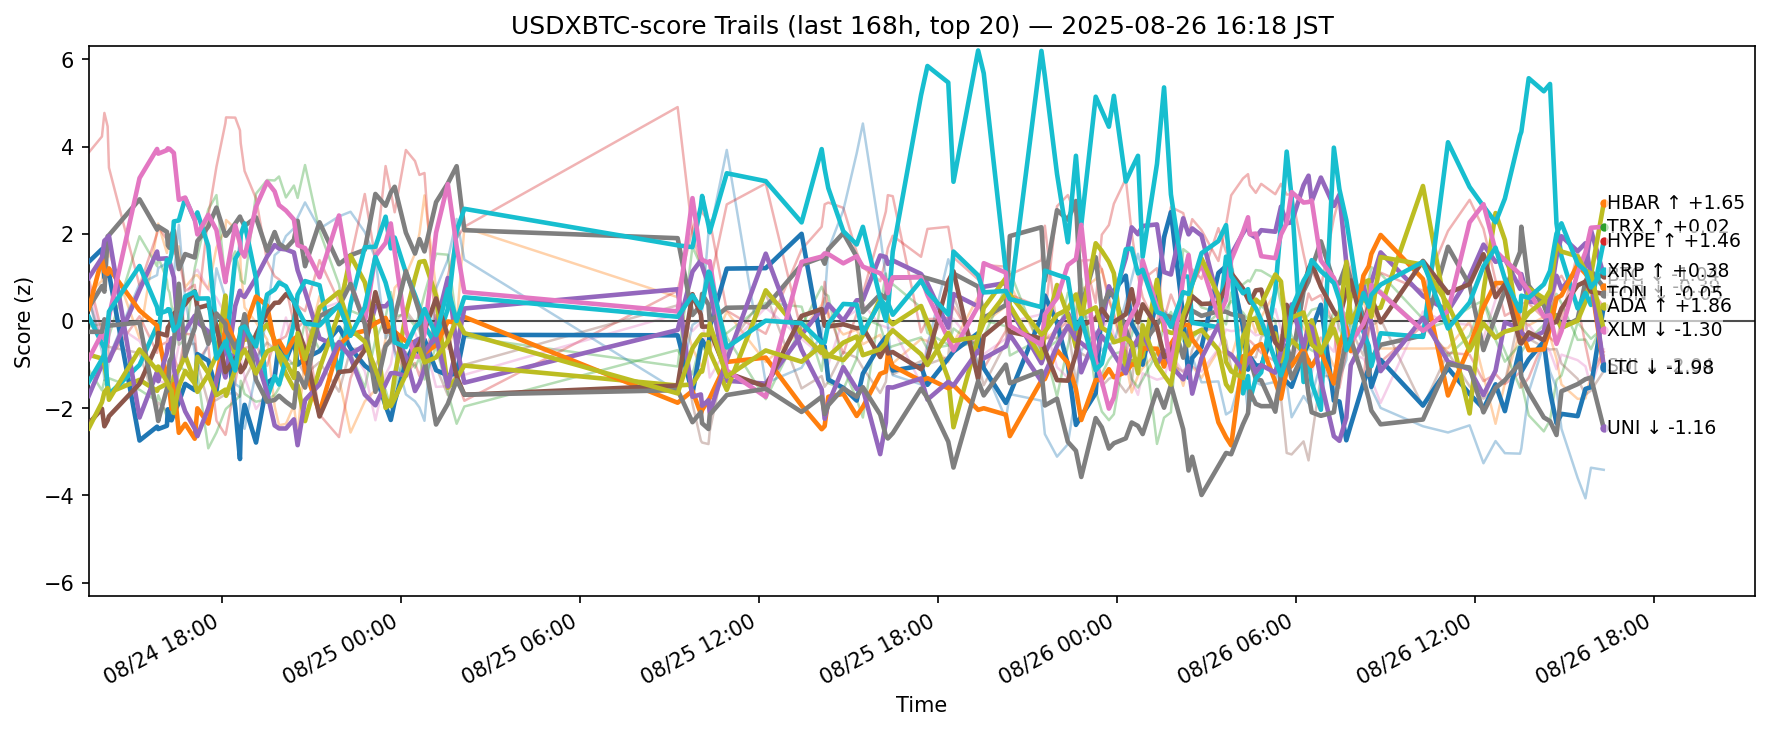 USDXBTC-score Trails (last 168h, top 20) — 2025-08-26 16:18 JST
Score (z)
6
4
2
0
−2
−4
−6
HBAR ↑ +1.65
TRX ↑ +0.02
HYPE ↑ +1.46
XRP ↑ +0.38
TON ↓ -0.05
ADA ↑ +1.86
XLM ↓ -1.30
UNI ↓ -1.16
08/24 18:00
08/25 00:00
08/25 06:00
08/25 12:00
08/25 18:00
08/26 00:00
08/26 06:00
08/26 12:00
08/26 18:00
Time